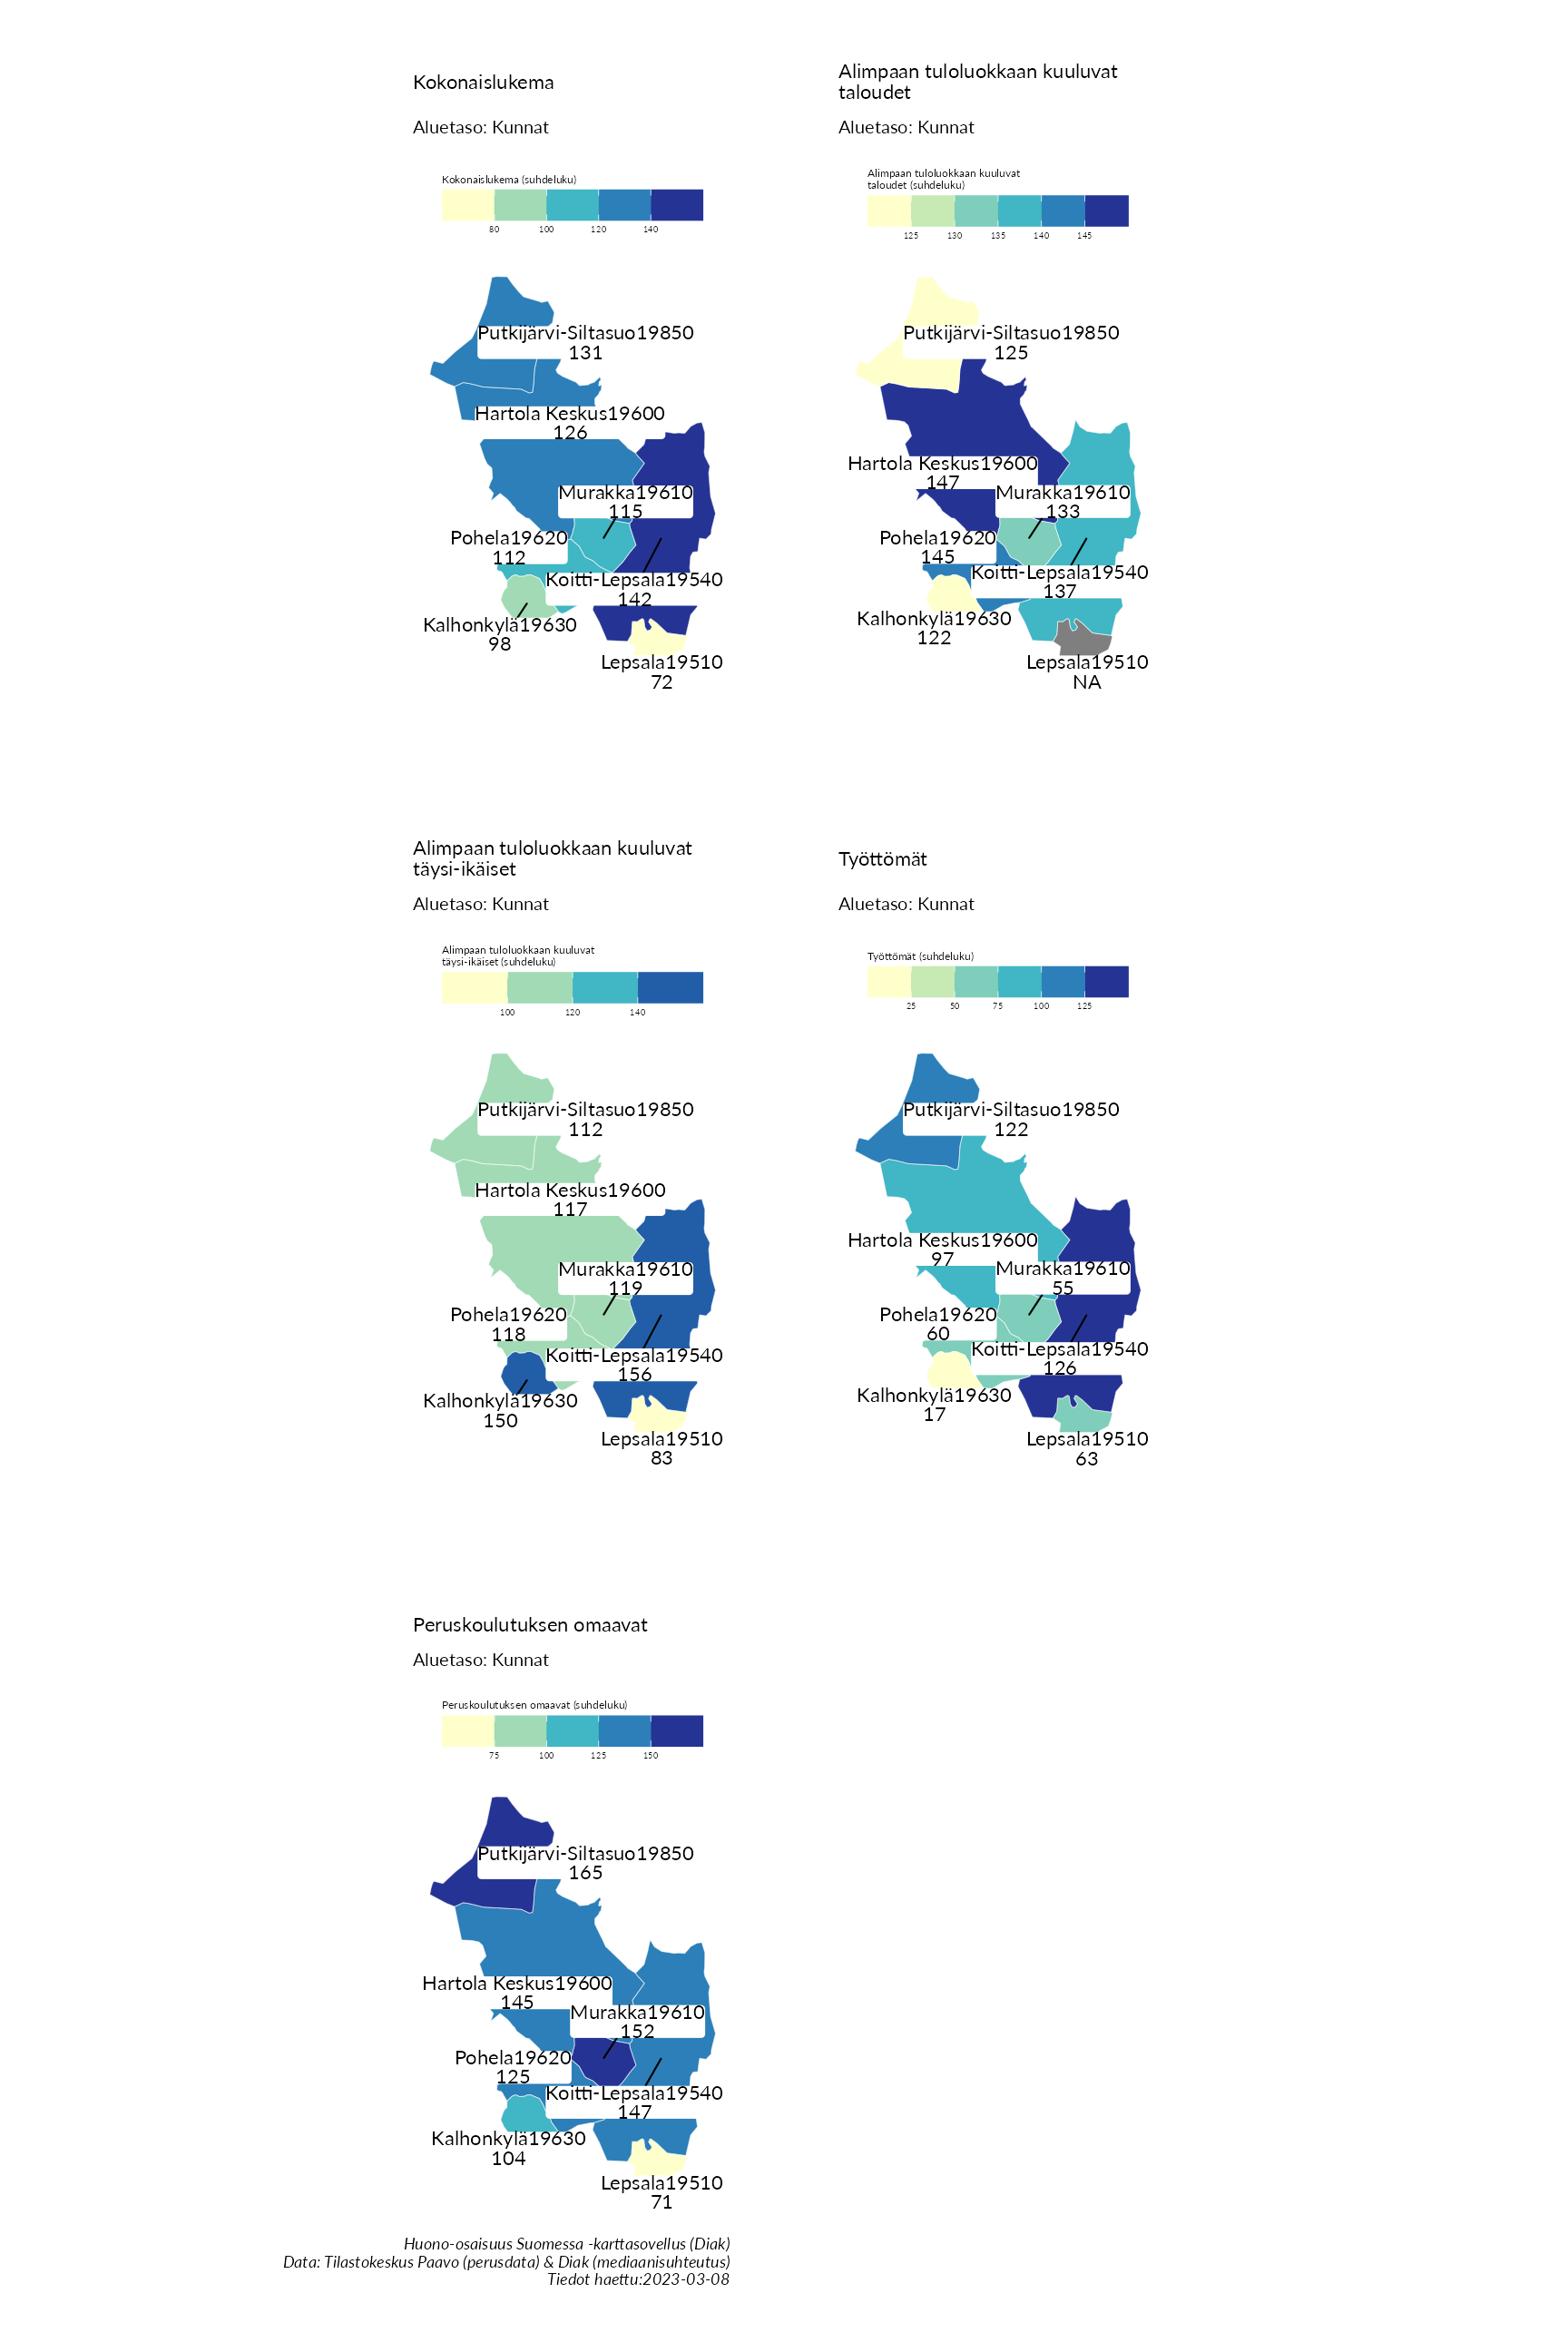 Kokonaislukema
Aluetaso: Kunnat
Kokonaislukema (suhdeluku)
80 100 120 140
Putkijärvi-Siltasuo19850
131
Hartola Keskus19600
126
Murakka19610
115
Pohela19620
112
Koitti-Lepsala19540
142
Kalhonkylä19630
98
Lepsala19510
72
Alimpaan tuloluokkaan kuuluvat
taloudet
Aluetaso: Kunnat
Alimpaan tuloluokkaan kuuluvat
taloudet (suhdeluku)
125 130 135 140 145
Putkijärvi-Siltasuo19850
125
Hartola Keskus19600
147
Murakka19610
133
Pohela19620
145
Koitti-Lepsala19540
137
Kalhonkylä19630
122
Lepsala19510
NA
Alimpaan tuloluokkaan kuuluvat
täysi-ikäiset
Aluetaso: Kunnat
Alimpaan tuloluokkaan kuuluvat
täysi-ikäiset (suhdeluku)
100 120 140
Putkijärvi-Siltasuo19850
112
Hartola Keskus19600
117
Murakka19610
119
Pohela19620
118
Koitti-Lepsala19540
156
Kalhonkylä19630
150
Lepsala19510
83
Työttömät
Aluetaso: Kunnat
Työttömät (suhdeluku)
25 50 75 100 125
Putkijärvi-Siltasuo19850
122
Hartola Keskus19600
97
Murakka19610
55
Pohela19620
60
Koitti-Lepsala19540
126
Kalhonkylä19630
17
Lepsala19510
63
Peruskoulutuksen omaavat
Aluetaso: Kunnat
Peruskoulutuksen omaavat (suhdeluku)
75 100 125 150
Putkijärvi-Siltasuo19850
165
Hartola Keskus19600
145
Murakka19610
152
Pohela19620
125
Koitti-Lepsala19540
147
Kalhonkylä19630
104
Lepsala19510
71
Huono-osaisuus Suomessa -karttasovellus (Diak)
Data: Tilastokeskus Paavo (perusdata) & Diak (mediaanisuhteutus)
Tiedot haettu:2023-03-08